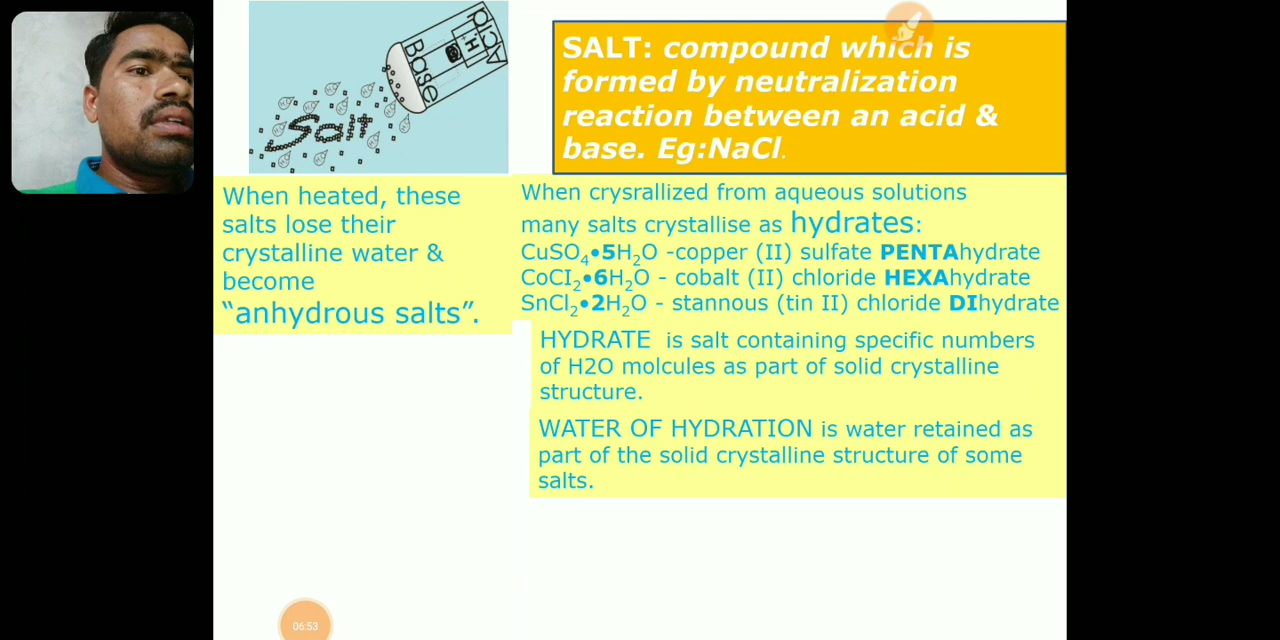 Acid
H+
Base
Salt
SALT: compound which is
formed by neutralization
reaction between an acid &
base. Eg:NaCl.
When heated, these
salts lose their
crystalline water &
become
“anhydrous salts”.
When crysrallized from aqueous solutions
many salts crystallise as hydrates:
CuSO4•5H2O -copper (II) sulfate PENTAhydrate
CoCI2•6H2O - cobalt (II) chloride HEXAhydrate
SnCl2•2H2O - stannous (tin II) chloride DIhydrate
HYDRATE is salt containing specific numbers
of H2O molcules as part of solid crystalline
structure.
WATER OF HYDRATION is water retained as
part of the solid crystalline structure of some
salts.
06:53